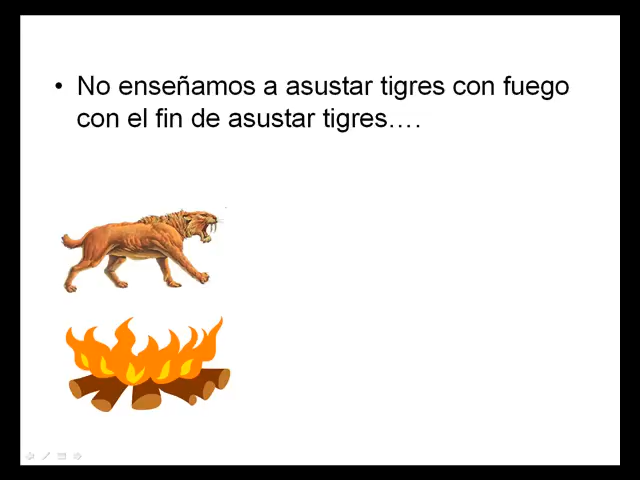 • No enseñamos a asustar tigres con fuego
con el fin de asustar tigres….